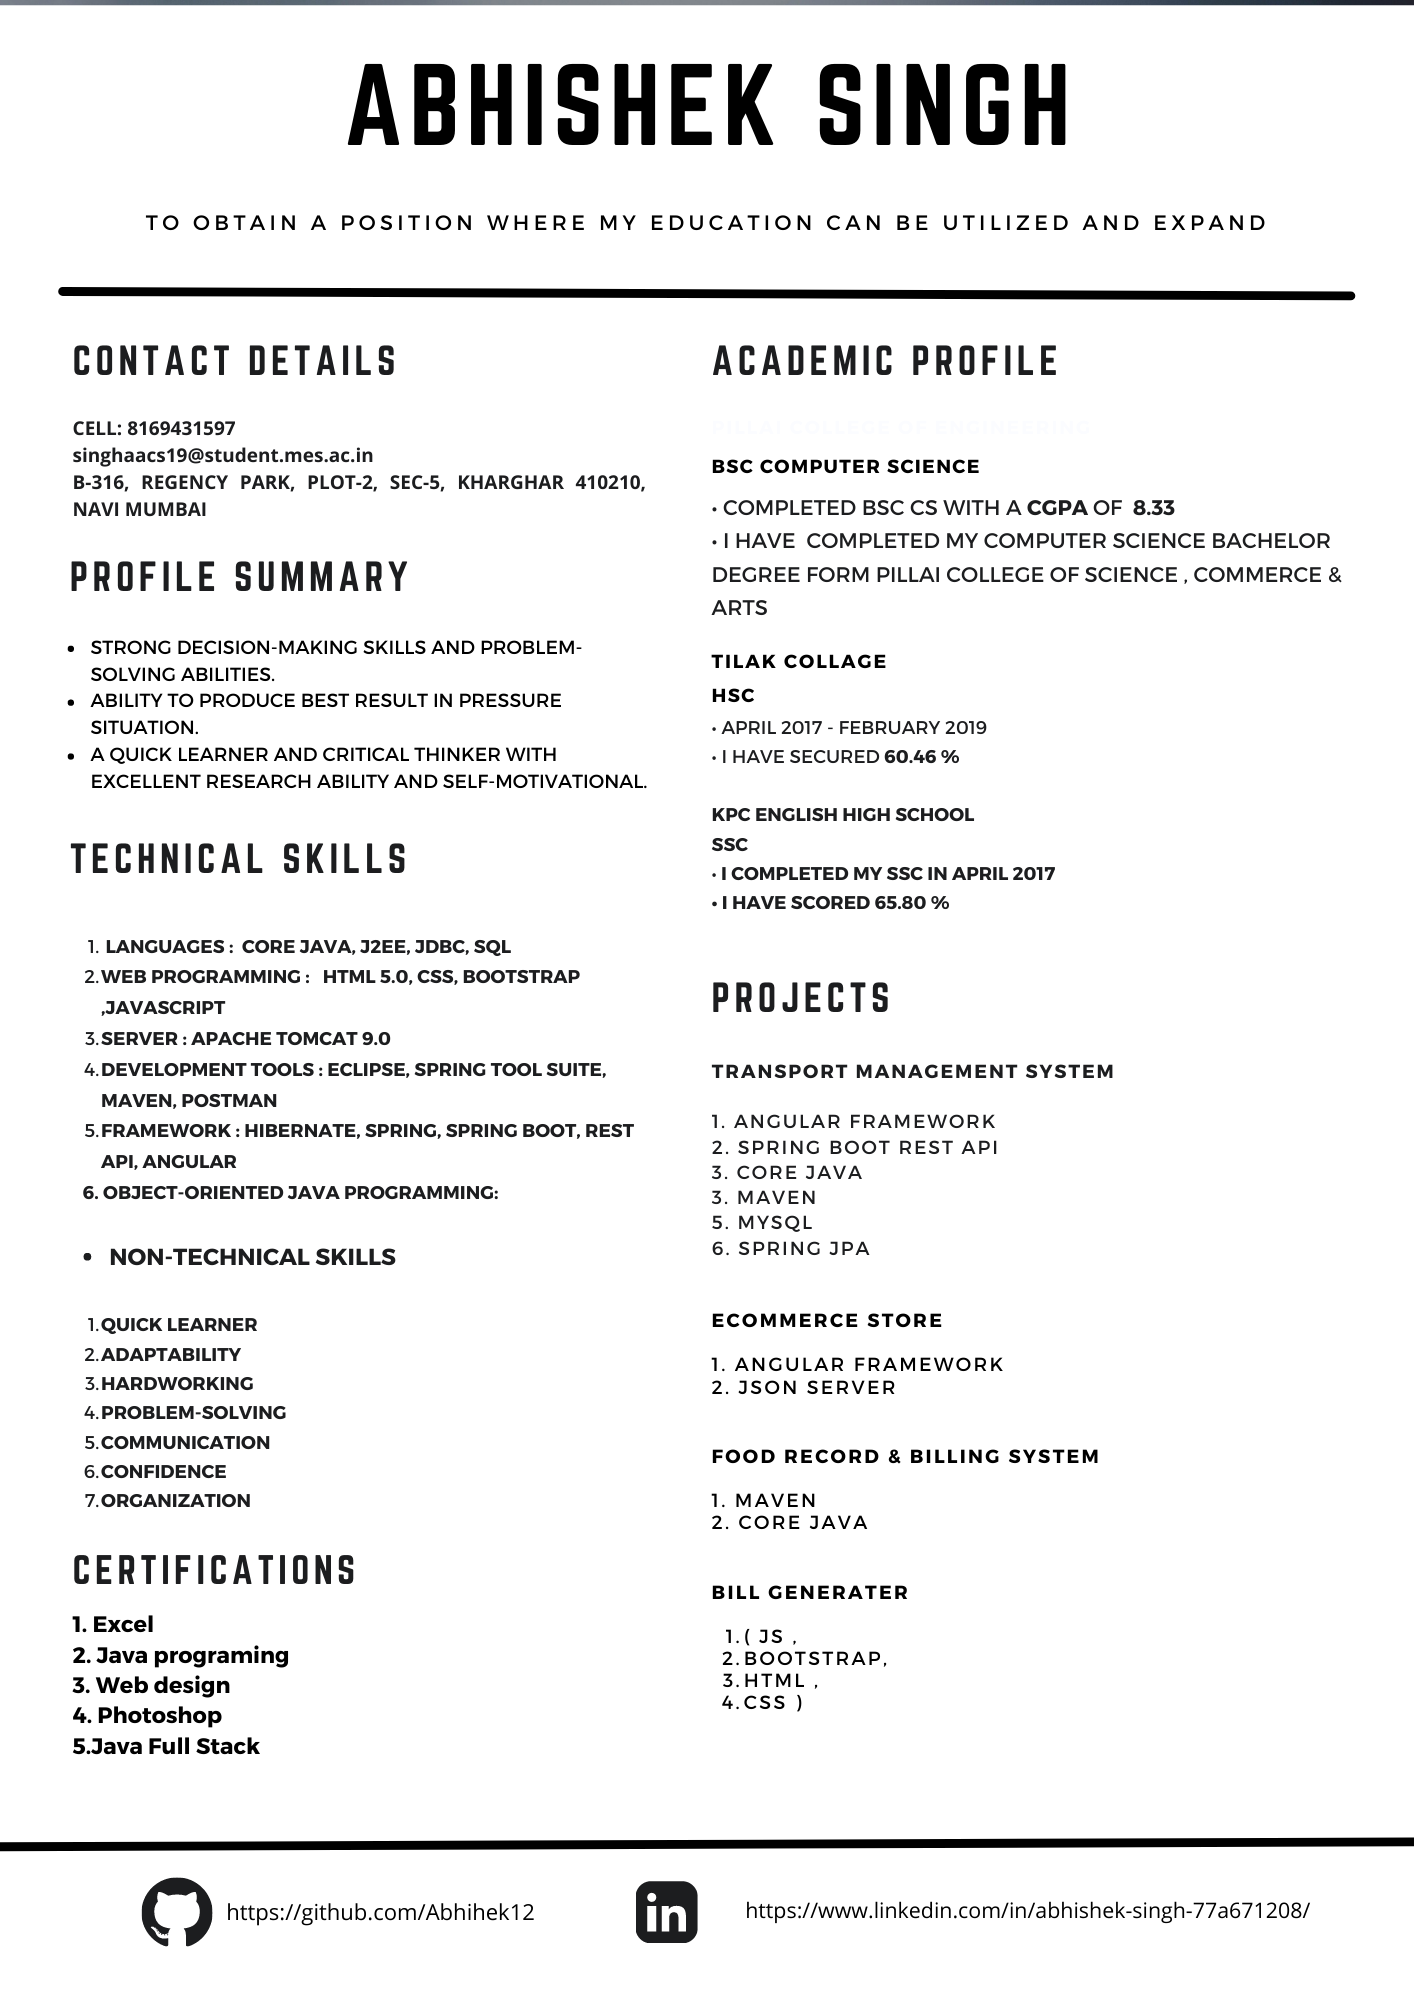 ABHISHEK SINGH
TO OBTAIN A POSITION WHERE MY EDUCATION CAN BE UTILIZED AND EXPAND
CONTACT DETAILS
CELL: 8169431597
singhaacs19@student.mes.ac.in
B-316, REGENCY PARK, PLOT-2, SEC-5, KHARGHAR 410210,
NAVI MUMBAI
PROFILE SUMMARY
• STRONG DECISION-MAKING SKILLS AND PROBLEM-
SOLVING ABILITIES.
• ABILITY TO PRODUCE BEST RESULT IN PRESSURE
SITUATION.
• A QUICK LEARNER AND CRITICAL THINKER WITH
EXCELLENT RESEARCH ABILITY AND SELF-MOTIVATIONAL.
TECHNICAL SKILLS
1. LANGUAGES : CORE JAVA, J2EE, JDBC, SQL
2. WEB PROGRAMMING : HTML 5.0, CSS, BOOTSTRAP
,JAVASCRIPT
3. SERVER : APACHE TOMCAT 9.0
4. DEVELOPMENT TOOLS : ECLIPSE, SPRING TOOL SUITE,
MAVEN, POSTMAN
5. FRAMEWORK : HIBERNATE, SPRING, SPRING BOOT, REST
API, ANGULAR
6. OBJECT-ORIENTED JAVA PROGRAMMING:
• NON-TECHNICAL SKILLS
1. QUICK LEARNER
2. ADAPTABILITY
3. HARDWORKING
4. PROBLEM-SOLVING
5. COMMUNICATION
6. CONFIDENCE
7. ORGANIZATION
CERTIFICATIONS
1. Excel
2. Java programing
3. Web design
4. Photoshop
5.Java Full Stack
ACADEMIC PROFILE
PILLAI COLLEGE OF ENGINEERING
BSC COMPUTER SCIENCE
• COMPLETED BSC CS WITH A CGPA OF 8.33
• I HAVE COMPLETED MY COMPUTER SCIENCE BACHELOR
DEGREE FORM PILLAI COLLEGE OF SCIENCE , COMMERCE &
ARTS
TILAK COLLAGE
HSC
• APRIL 2017 - FEBRUARY 2019
• I HAVE SECURED 60.46 %
KPC ENGLISH HIGH SCHOOL
SSC
• I COMPLETED MY SSC IN APRIL 2017
• I HAVE SCORED 65.80 %
PROJECTS
TRANSPORT MANAGEMENT SYSTEM
1. ANGULAR FRAMEWORK
2. SPRING BOOT REST API
3. CORE JAVA
3. MAVEN
5. MYSQL
6. SPRING JPA
ECOMMERCE STORE
1. ANGULAR FRAMEWORK
2. JSON SERVER
FOOD RECORD & BILLING SYSTEM
1. MAVEN
2. CORE JAVA
BILL GENERATER
1. ( JS ,
2. BOOTSTRAP,
3. HTML ,
4. CSS )
https://github.com/Abhihek12
in
https://www.linkedin.com/in/abhishek-singh-77a671208/